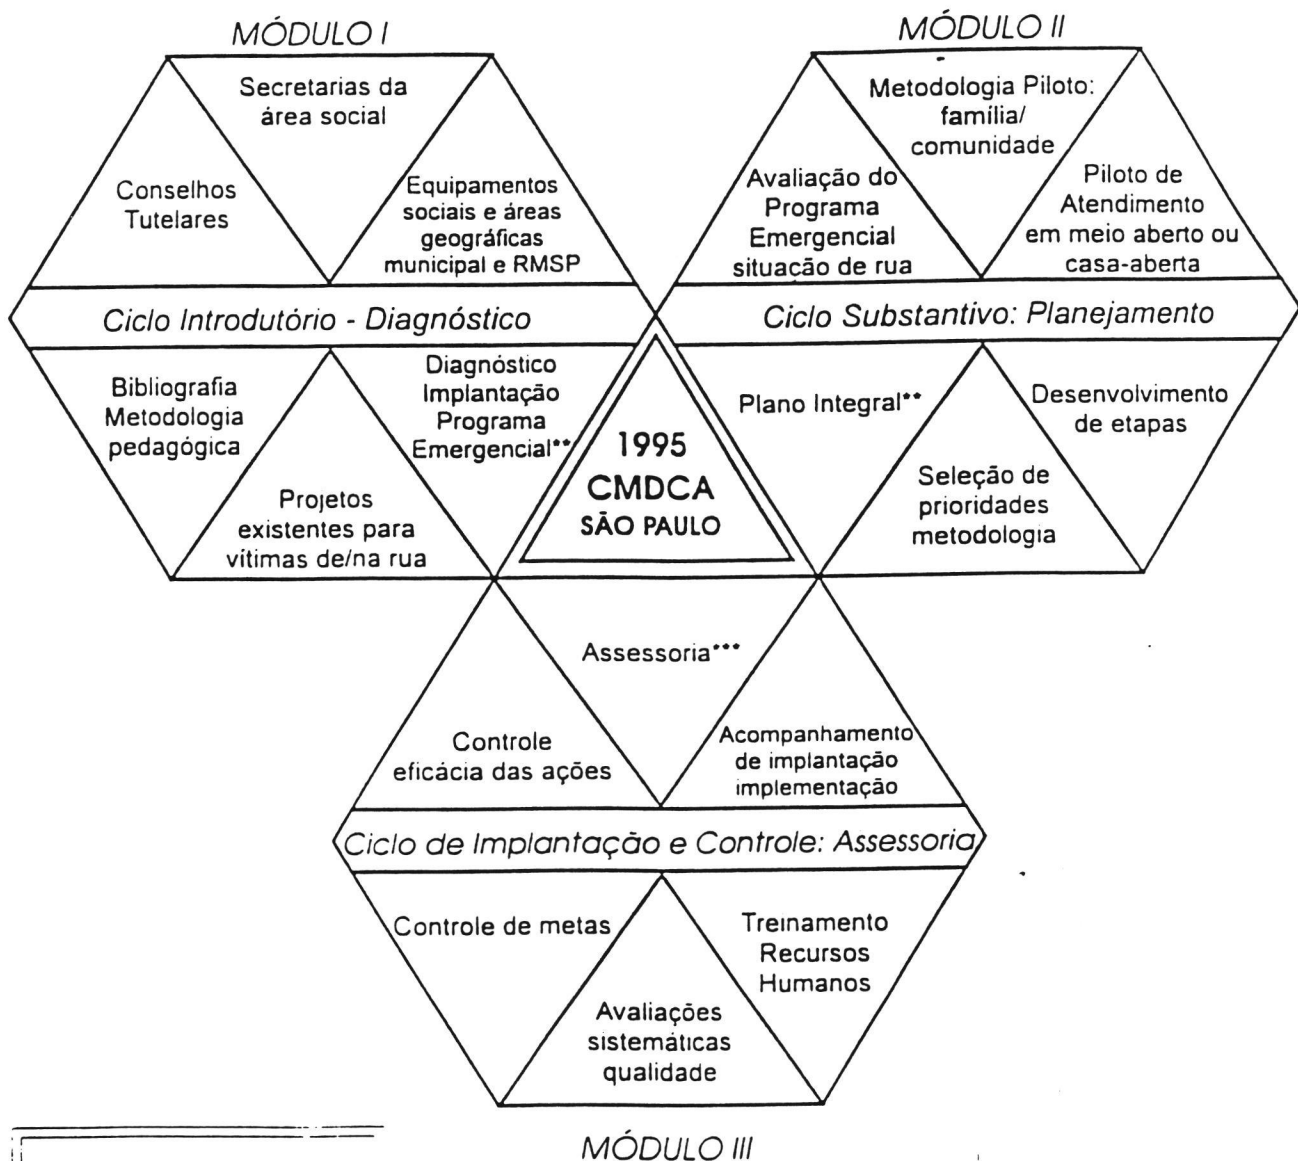 MÓDULO I
Secretarias da
área social
Conselhos
Tutelares
Equipamentos
sociais e áreas
geográficas
municipal e RMSP
Ciclo Introdutório - Diagnóstico
Bibliografia
Metodologia
pedagógica
Projetos
existentes para
vítimas de/na rua
Diagnóstico
Implantação
Programa
Emergencial**
MÓDULO II
Metodologia Piloto:
família/
comunidade
Avaliação do
Programa
Emergencial
situação de rua
Piloto de
Atendimento
em meio aberto ou
casa-aberta
Ciclo Substantivo: Planejamento
Plano Integral**
Seleção de
prioridades
metodologia
Desenvolvimento
de etapas
1995
CMDCA
SÃO PAULO
Assessoria***
Controle
eficácia das ações
Acompanhamento
de implantação
implementação
Ciclo de Implantação e Controle: Assessoria
Controle de metas
Avaliações
sistemáticas
qualidade
Treinamento
Recursos
Humanos
MÓDULO III